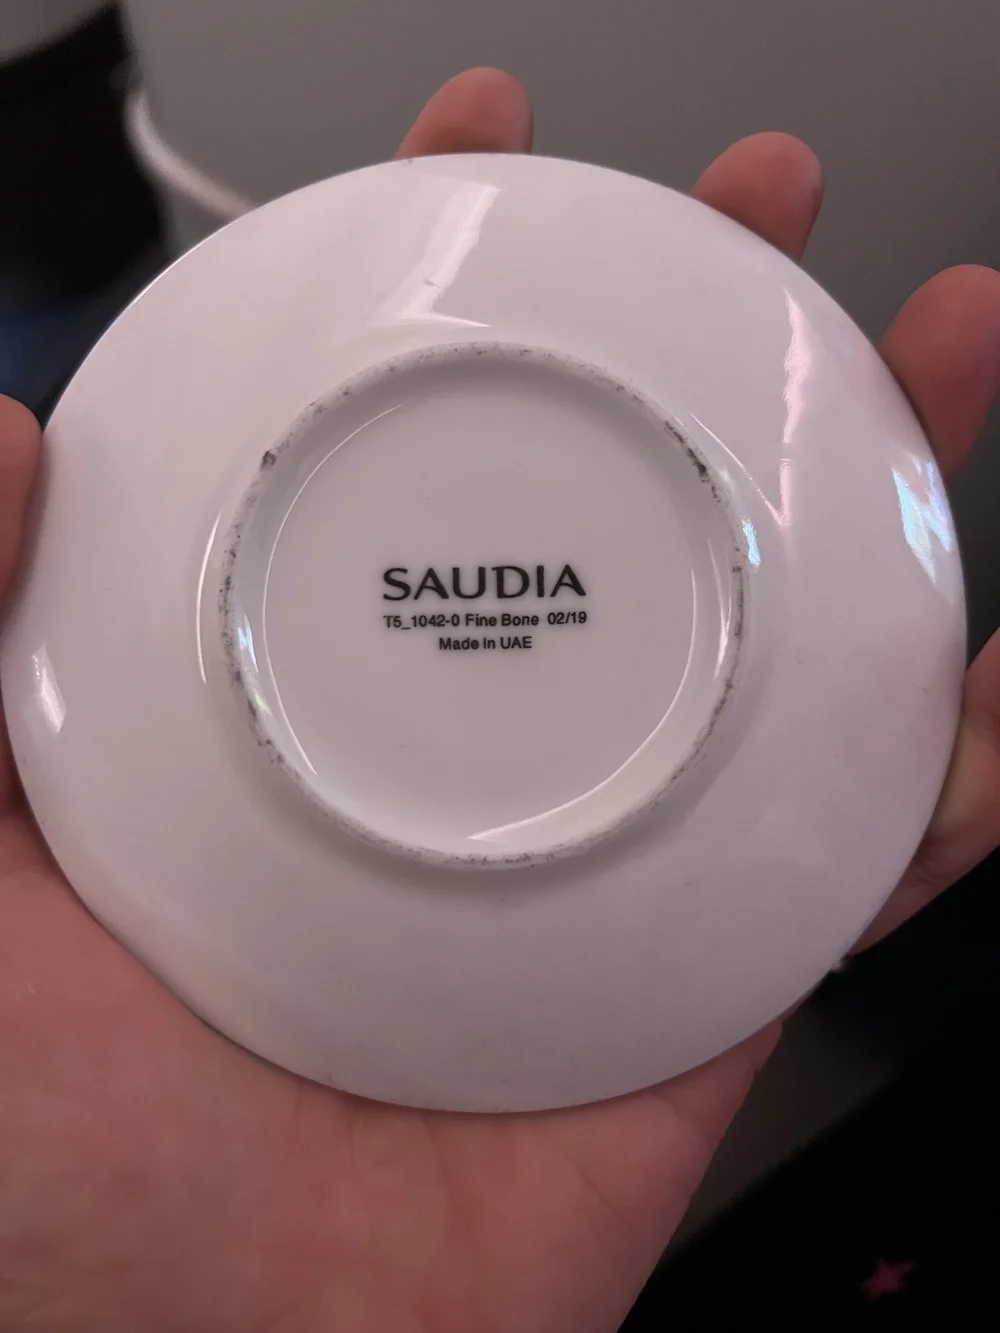 SAUDIA
T5_1042-0 Fine Bone 02/19
Made in UAE